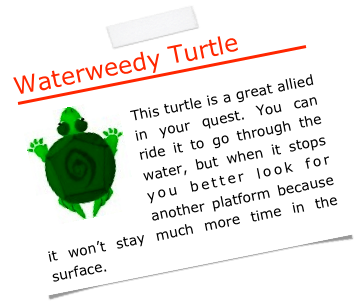 Waterweedy Turtle
This turtle is a great allied
in your quest. You can
ride it to go through the
water, but when it stops
you better look for
another platform because
it won't stay much more time in the
surface.